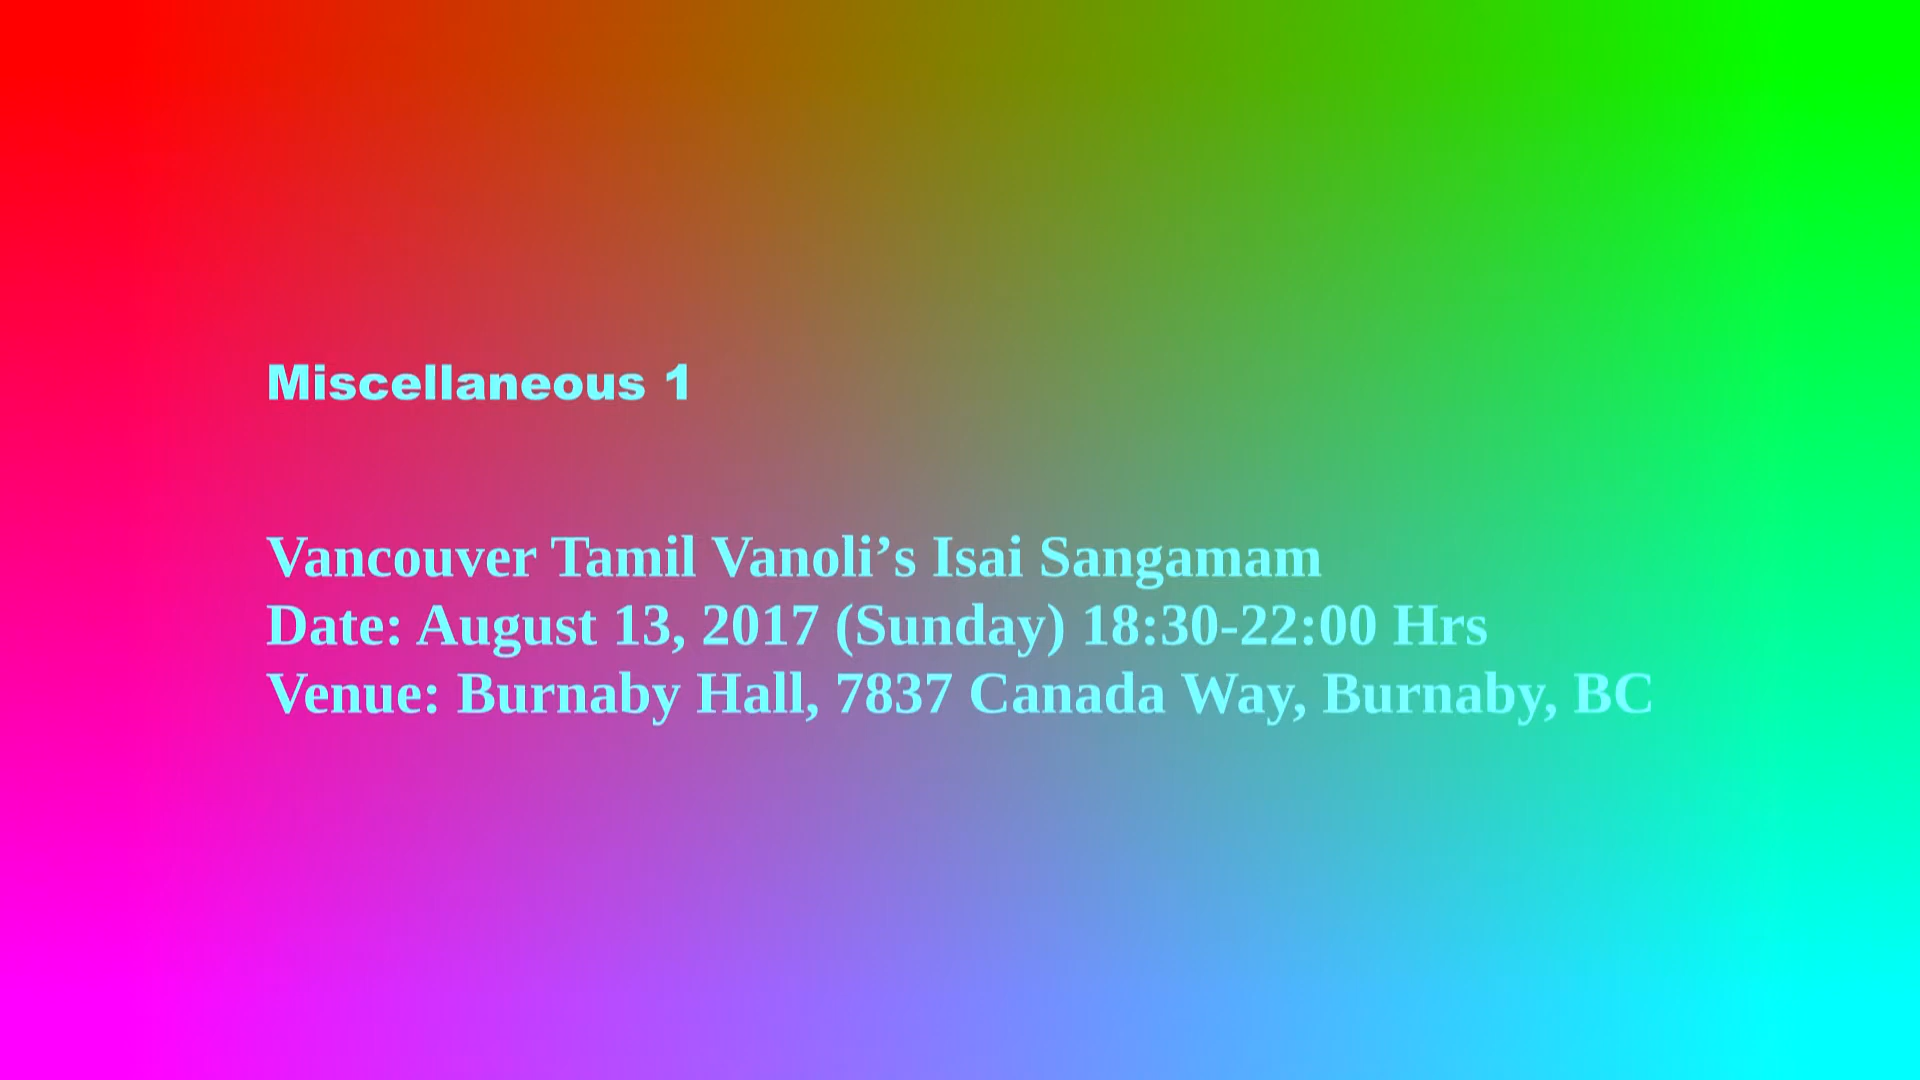 Miscellaneous 1
Vancouver Tamil Vanoli’s Isai Sangamam
Date: August 13, 2017 (Sunday) 18:30-22:00 Hrs
Venue: Burnaby Hall, 7837 Canada Way, Burnaby, BC